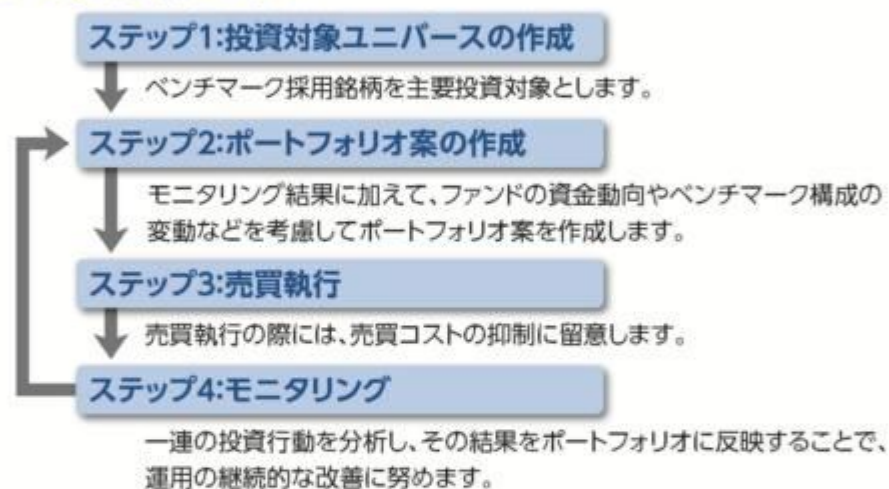 ステップ1:投資対象ユニバースの作成
ベンチマーク採用銘柄を主要投資対象とします。
ステップ2:ポートフォリオ案の作成
モニタリング結果に加えて、ファンドの資金動向やベンチマーク構成の
変動などを考慮してポートフォリオ案を作成します。
ステップ3:売買執行
売買執行の際には、売買コストの抑制に留意します。
ステップ4:モニタリング
一連の投資行動を分析し、その結果をポートフォリオに反映することで、
運用の継続的な改善に努めます。